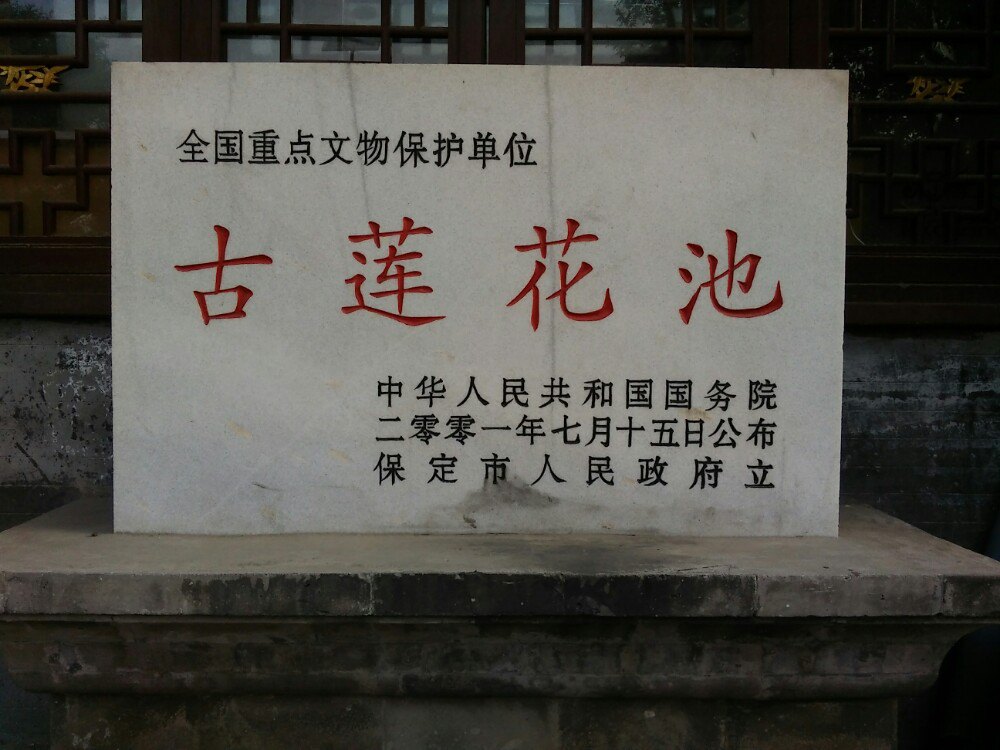 全国重点文物保护单位
古莲花池
中华人民共和国国务院
二零零一年七月十五日公布
保定市人民政府立